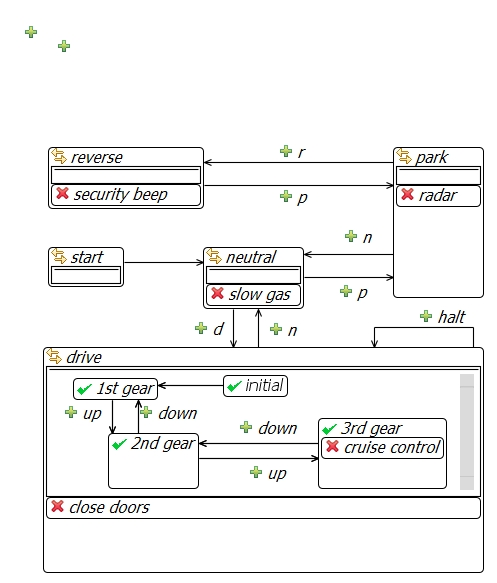 r
reverse
park
security beep
radar
p
n
start
neutral
slow gas
p
halt
d
n
drive
1st gear
initial
up
down
down
3rd gear
2nd gear
cruise control
up
close doors